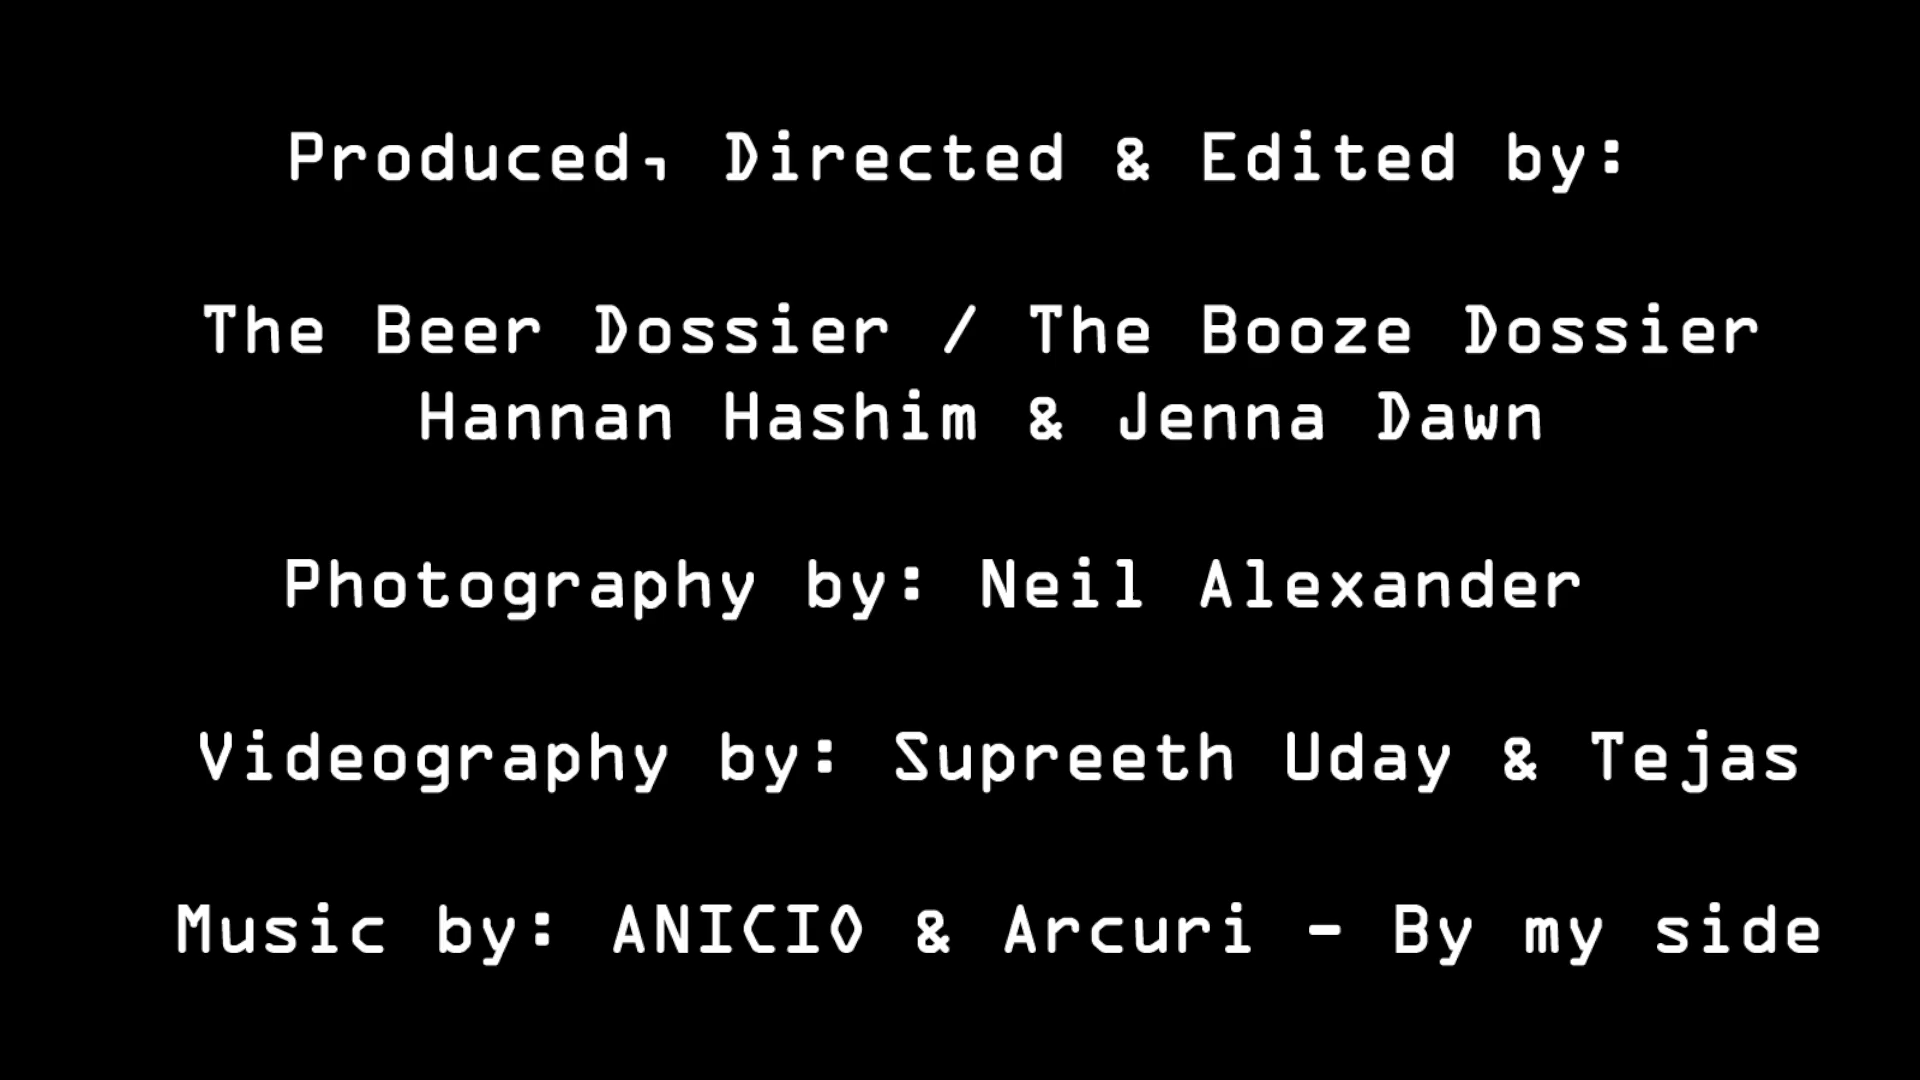 Produced, Directed & Edited by:
The Beer Dossier / The Booze Dossier
Hannan Hashim & Jenna Dawn
Photography by: Neil Alexander
Videography by: Supreeth Uday & Tejas
Music by: ANICIO & Arcuri - By my side